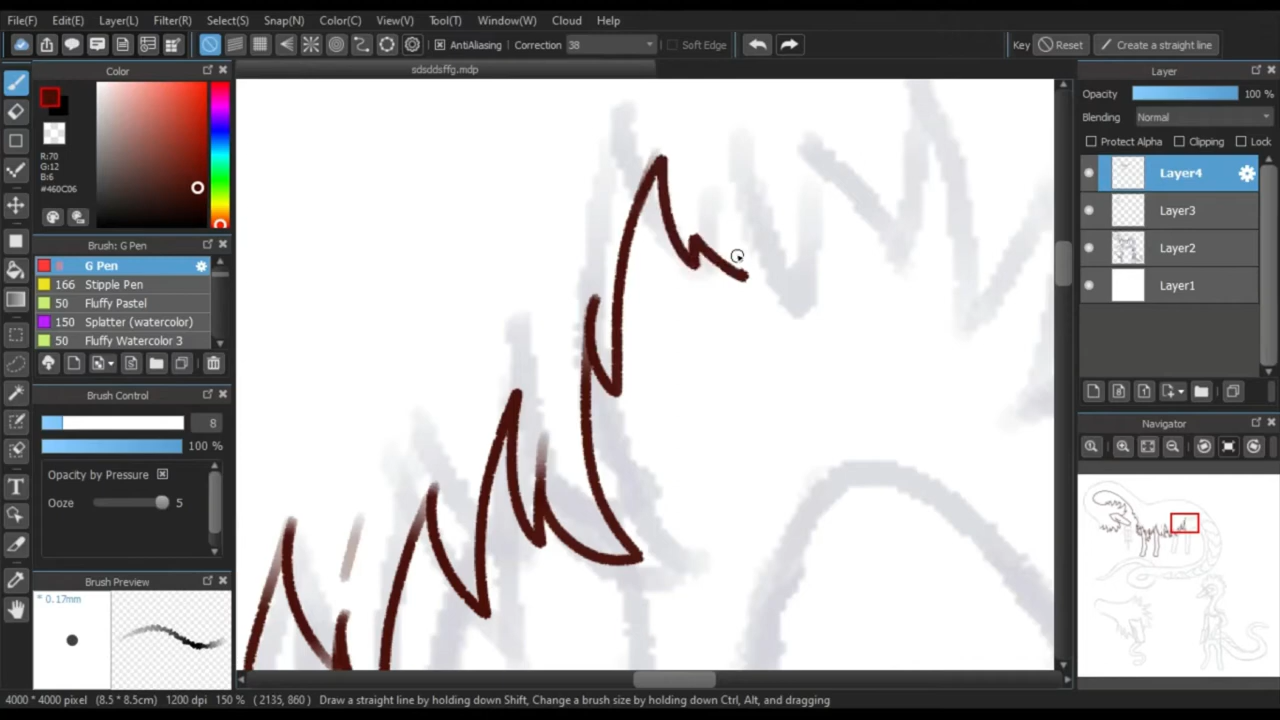 File(F) Edit(E) Layer(L) Filter(R) Select(S) Snap(N) Color(C) View(V) Tool(T) Window(W) Cloud Help
AntiAliasing Correction 38 Soft Edge Key Reset Create a straight line
Color
sdsddsffg.mdp
Layer
Opacity 100 %
Blending Normal
Protect Alpha Clipping Lock
R:70
G:12
B:6
#460C06
Layer4
Layer3
Layer2
Layer1
Brush: G Pen
8 G Pen
166 Stipple Pen
50 Fluffy Pastel
150 Splatter (watercolor)
50 Fluffy Watercolor 3
Brush Control
8
100 %
Opacity by Pressure
Ooze 5
Navigator
Brush Preview
* 0.17mm
4000 * 4000 pixel (8.5 * 8.5cm) 1200 dpi 150 % ( 2135, 860 ) Draw a straight line by holding down Shift, Change a brush size by holding down Ctrl, Alt, and dragging